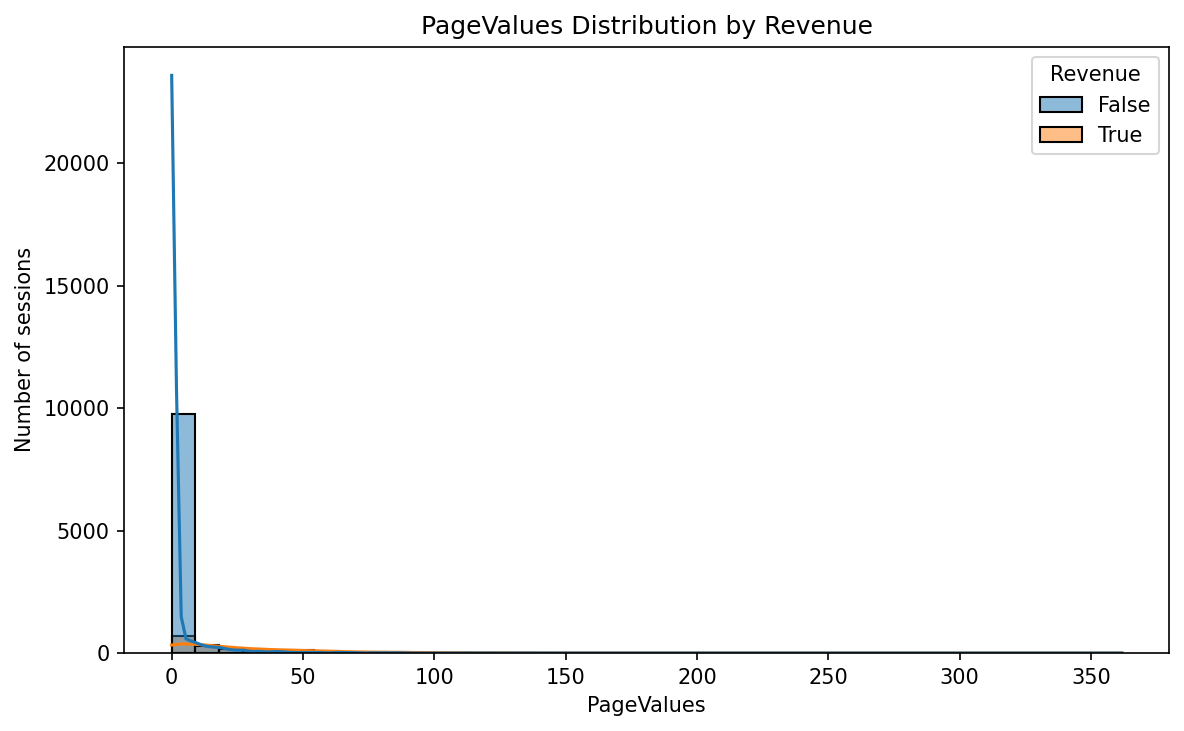 PageValues Distribution by Revenue
Revenue
False
True
Number of sessions
20000
15000
10000
5000
0
0 50 100 150 200 250 300 350
PageValues